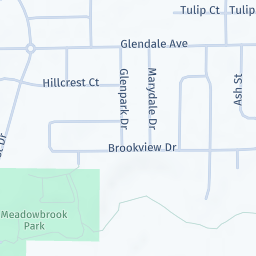 Tulip Ct
Tulip
Glendale Ave
Hillcrest Ct
Glenpark Dr
Marydale Dr
Ash St
Brookview Dr
Dr
Meadowbrook
Park